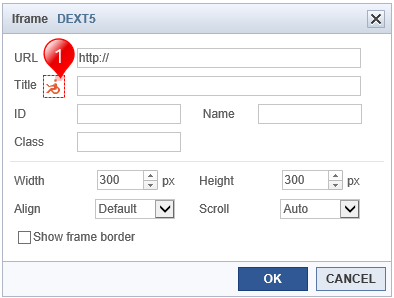 Iframe DEXT5
URL http://
1
Title
ID Name
Class
Width 300 px Height 300 px
Align Default Scroll Auto
Show frame border
OK CANCEL